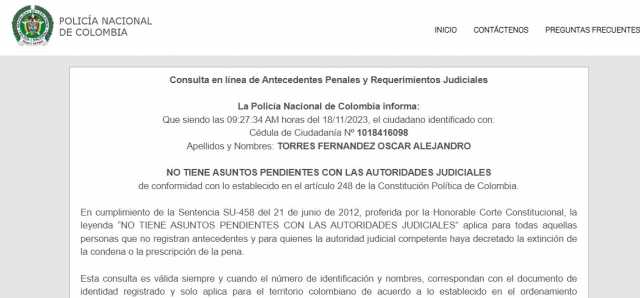 POLICÍA NACIONAL
DE COLOMBIA
INICIO CONTÁCTENOS PREGUNTAS FRECUENTES
Consulta en línea de Antecedentes Penales y Requerimientos Judiciales
La Policía Nacional de Colombia informa:
Que siendo las 09:27:34 AM horas del 18/11/2023, el ciudadano identificado con:
Cédula de Ciudadanía Nº 1018416098
Apellidos y Nombres: TORRES FERNANDEZ OSCAR ALEJANDRO
NO TIENE ASUNTOS PENDIENTES CON LAS AUTORIDADES JUDICIALES
de conformidad con lo establecido en el artículo 248 de la Constitución Política de Colombia.
En cumplimiento de la Sentencia SU-458 del 21 de junio de 2012, proferida por la Honorable Corte Constitucional, la
leyenda “NO TIENE ASUNTOS PENDIENTES CON LAS AUTORIDADES JUDICIALES” aplica para todas aquellas
personas que no registran antecedentes y para quienes la autoridad judicial competente haya decretado la extinción de
la condena o la prescripción de la pena.
Esta consulta es válida siempre y cuando el número de identificación y nombres, correspondan con el documento de
identidad registrado y solo aplica para el territorio colombiano de acuerdo a lo establecido en el ordenamiento